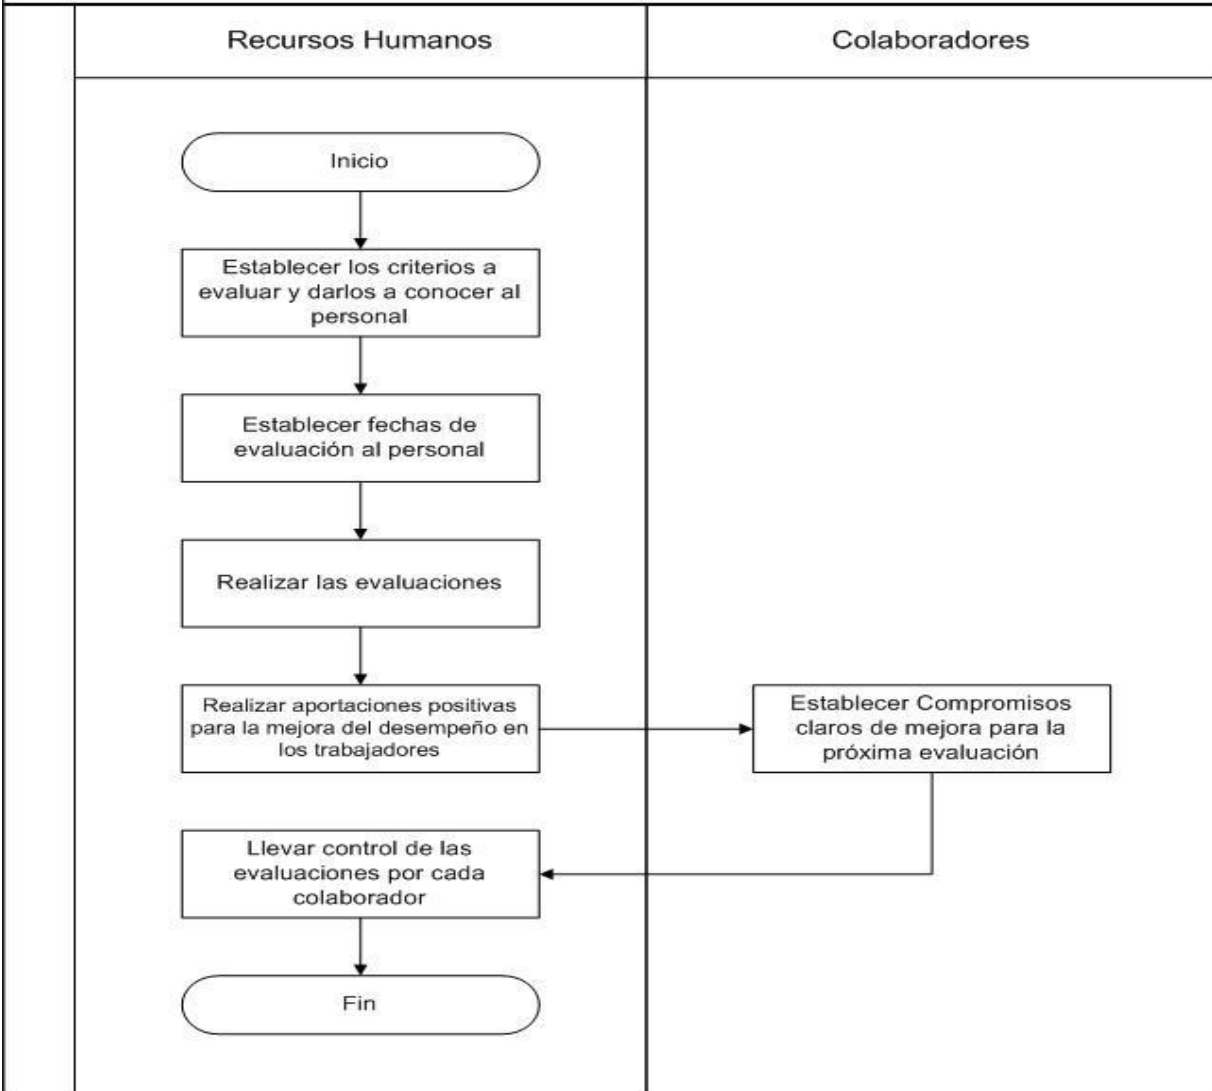 Recursos Humanos
Colaboradores
Inicio
Establecer los criterios a
evaluar y darlos a conocer al
personal
Establecer fechas de
evaluación al personal
Realizar las evaluaciones
Realizar aportaciones positivas
para la mejora del desempeño en
los trabajadores
Establecer Compromisos
claros de mejora para la
próxima evaluación
Llevar control de las
evaluaciones por cada
colaborador
Fin